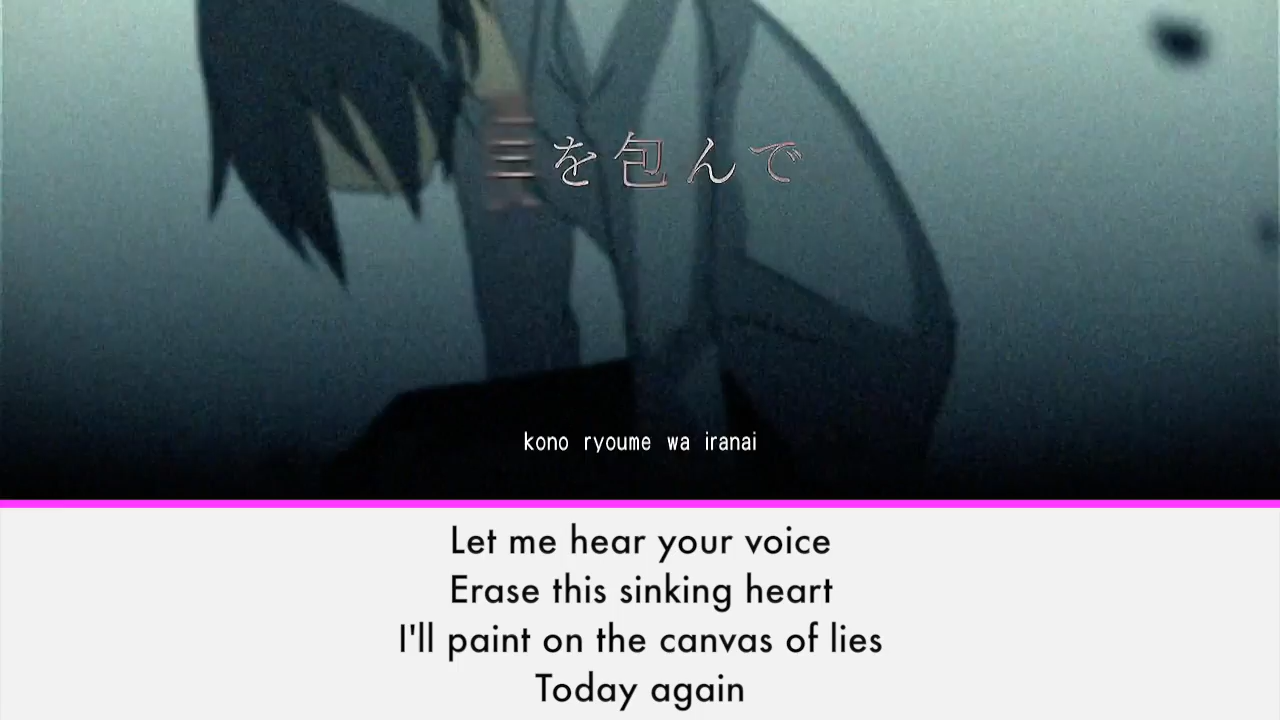 を包んで
kono ryoume wa iranai
Let me hear your voice
Erase this sinking heart
I'll paint on the canvas of lies
Today again